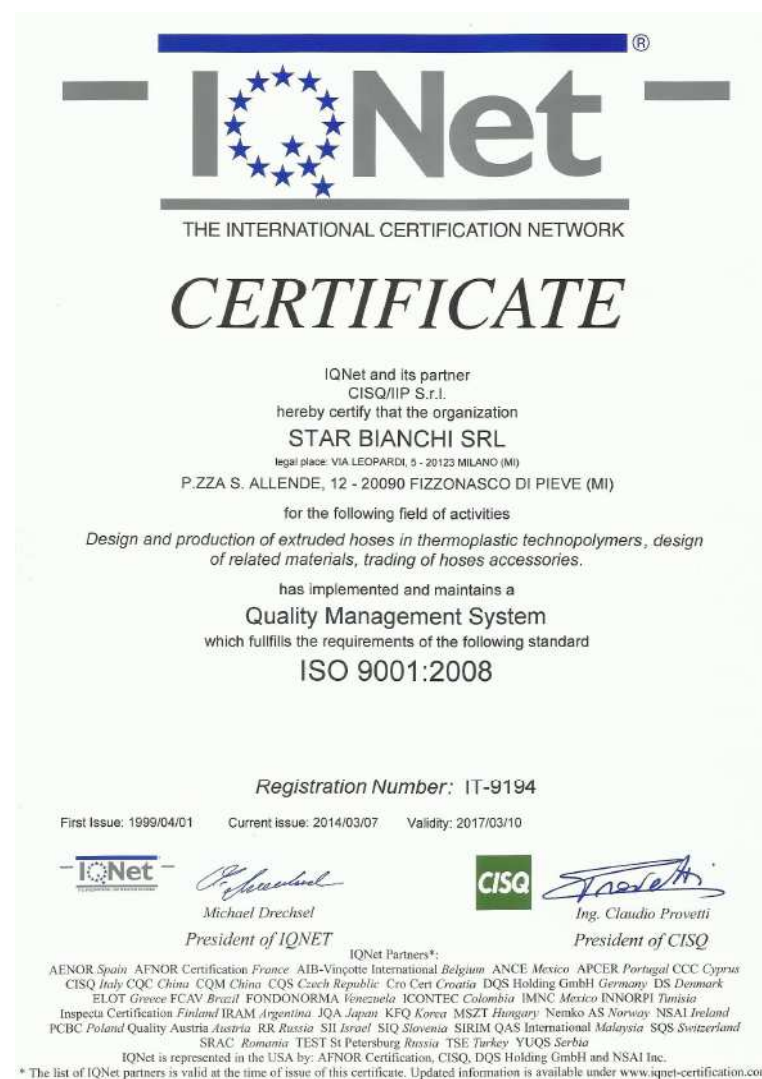 IQNet ®
THE INTERNATIONAL CERTIFICATION NETWORK
CERTIFICATE
IQNet and its partner
CISQ/IIP S.r.l.
hereby certify that the organization
STAR BIANCHI SRL
legal place: VIA LEOPARDI, 5 - 20123 MILANO (MI)
P.ZZA S. ALLENDE, 12 - 20090 FIZZONASCO DI PIEVE (MI)
for the following field of activities
Design and production of extruded hoses in thermoplastic technopolymers, design
of related materials, trading of hoses accessories.
has implemented and maintains a
Quality Management System
which fullfills the requirements of the following standard
ISO 9001:2008
Registration Number: IT-9194
First Issue: 1999/04/01 Current issue: 2014/03/07 Validity: 2017/03/10
IQNet
CISQ
Michael Drechsel
Ing. Claudio Provetti
President of IQNET
President of CISQ
IQNet Partners*:
AENOR Spain AFNOR Certification France AIB-Vinçotte International Belgium ANCE Mexico APCER Portugal CCC Cyprus
CISQ Italy CQC China CQM China CQS Czech Republic Cro Cert Croatia DQS Holding GmbH Germany DS Denmark
ELOT Greece FCAV Brazil FONDONORMA Venezuela ICONTEC Colombia IMNC Mexico INNORPI Tunisia
Inspecta Certification Finland IRAM Argentina JQA Japan KFQ Korea MSZT Hungary Nemko AS Norway NSAI Ireland
PCBC Poland Quality Austria Austria RR Russia SII Israel SIQ Slovenia SIRIM QAS International Malaysia SQS Switzerland
SRAC Romania TEST St Petersburg Russia TSE Turkey YUQS Serbia
IQNet is represented in the USA by: AFNOR Certification, CISQ, DQS Holding GmbH and NSAI Inc.
* The list of IQNet partners is valid at the time of issue of this certificate. Updated information is available under www.iqnet-certification.co